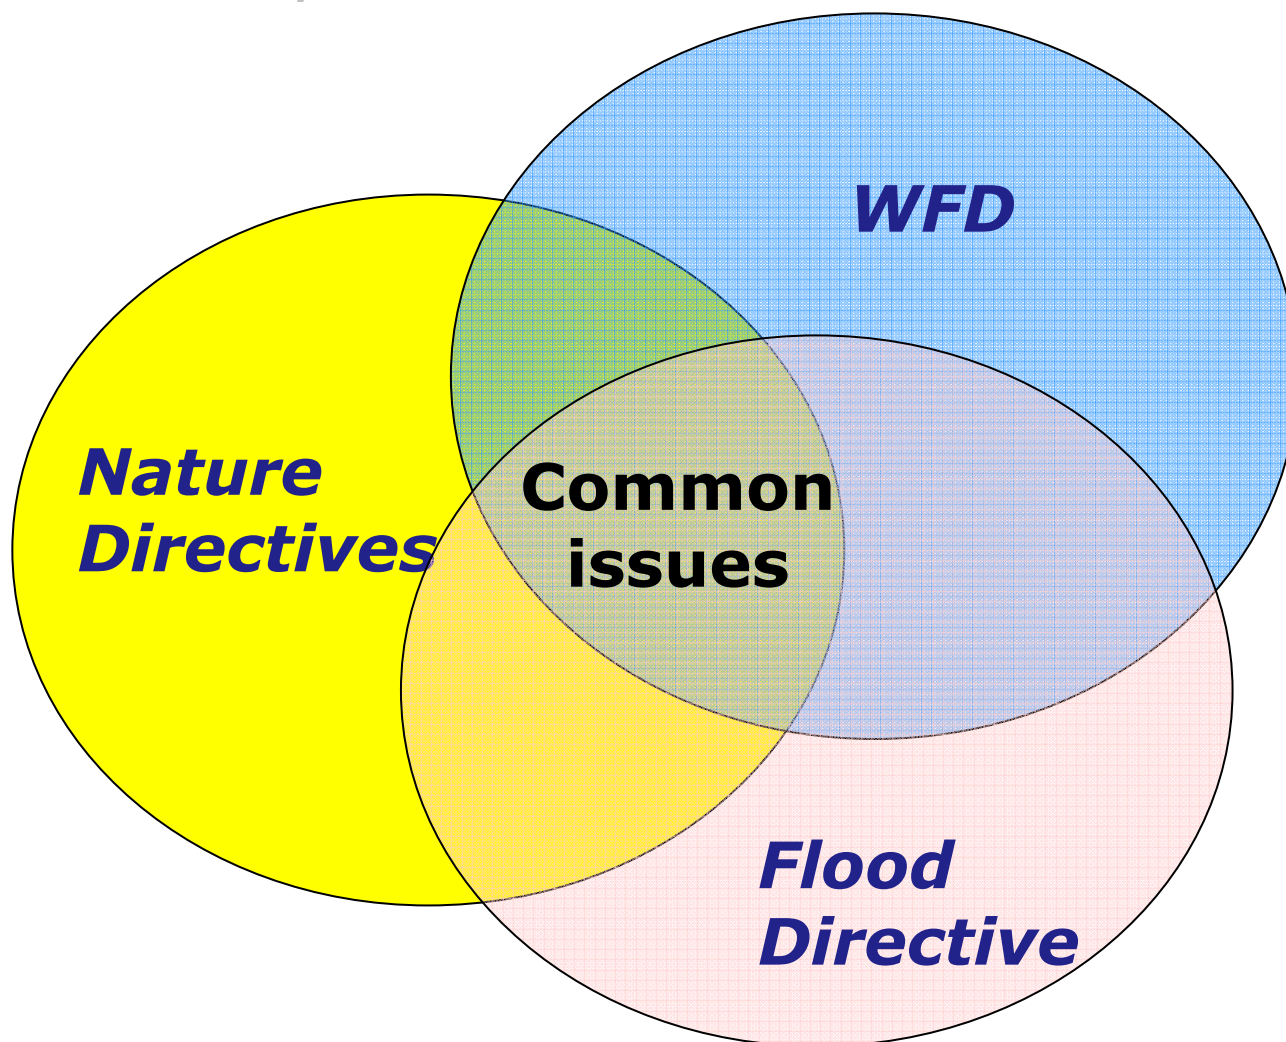 WFD
Nature
Directives
Common
issues
Flood
Directive